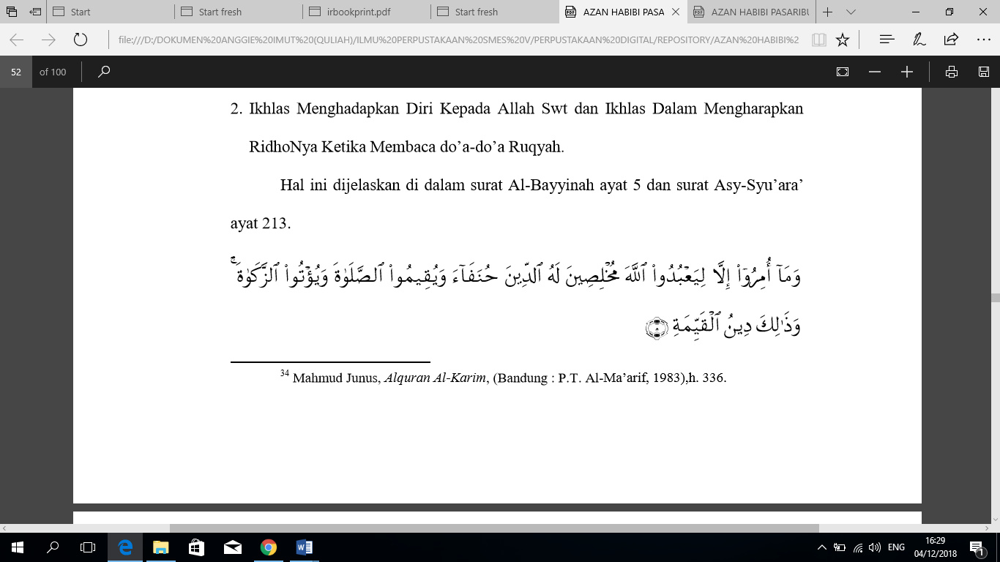 Start
Start fresh
irbookprint.pdf
Start fresh
AZAN HABIBI PASA
AZAN HABIBI PASARIBU
file:///D:/DOKUMEN%20ANGGIE%20IMUT%20(QULIAH)/ILMU%20PERPUSTAKAAN%20SMES%20V/PERPUSTAKAAN%20DIGITAL/REPOSITORY/AZAN%20HABIBI%2
52 of 100
2. Ikhlas Menghadapkan Diri Kepada Allah Swt dan Ikhlas Dalam Mengharapkan
RidhoNya Ketika Membaca do’a-do’a Ruqyah.
Hal ini dijelaskan di dalam surat Al-Bayyinah ayat 5 dan surat Asy-Syu’ara’
ayat 213.
وَمَآ أُمِرُوٓا۟ إِلَّا لِيَعْبُدُوا۟ ٱللَّهَ مُخْلِصِينَ لَهُ ٱلدِّينَ حُنَفَآءَ وَيُقِيمُوا۟ ٱلصَّلَوٰةَ وَيُؤْتُوا۟ ٱلزَّكَوٰةَ ۚ
وَذَٰلِكَ دِينُ ٱلْقَيِّمَةِ ٥
34 Mahmud Junus, Alquran Al-Karim, (Bandung : P.T. Al-Ma’arif, 1983),h. 336.
ENG
16:29
04/12/2018
1